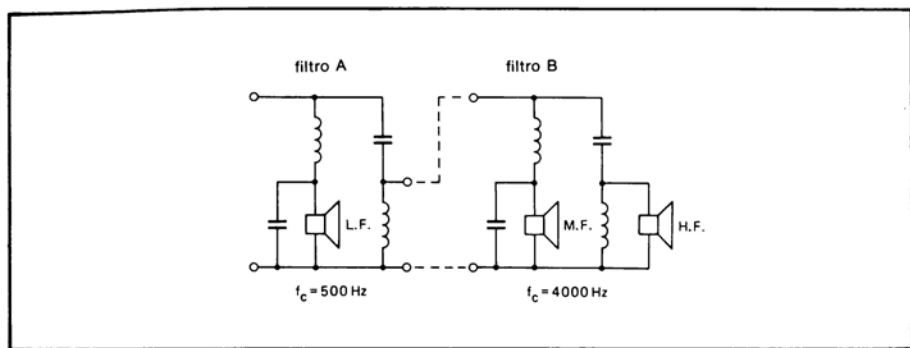 filtro A
filtro B
L.F.
M.F.
H.F.
fc = 500 Hz
fc = 4000 Hz